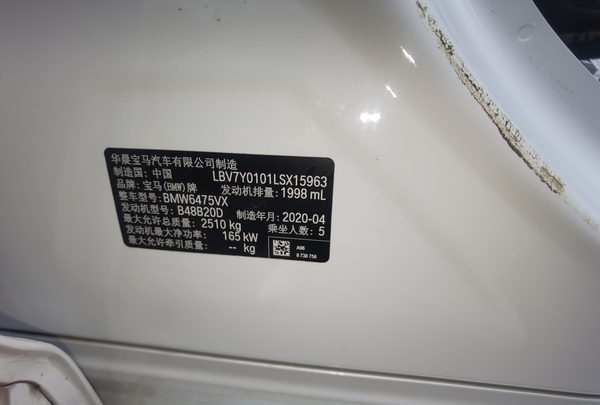 华晨宝马汽车有限公司制造
制造国: 中国 LBV7Y0101LSX15963
品牌: 宝马(BMW)牌 发动机排量: 1998 mL
整车型号: BMW6475VX
发动机型号: B48B20D 制造年月: 2020-04
最大允许总质量: 2510 kg 乘坐人数: 5
发动机最大净功率: 165 kW
最大允许牵引质量: -- kg
A96
8 738 756